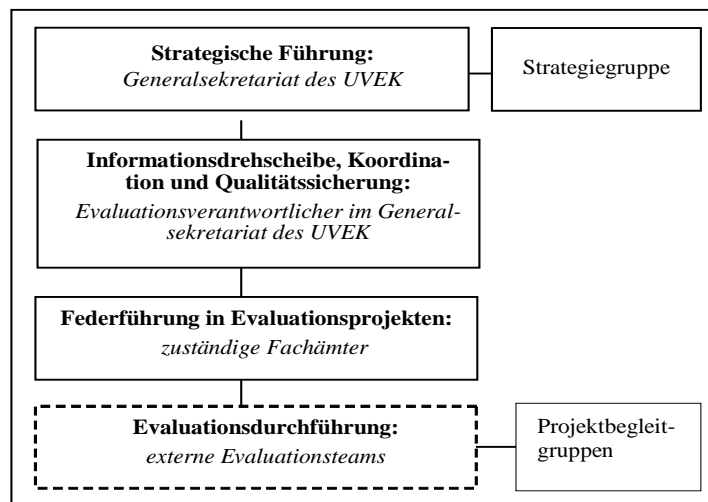 Strategische Führung:
Generalsekretariat des UVEK
Strategiegruppe
Informationsdrehscheibe, Koordina-
tion und Qualitätssicherung:
Evaluationsverantwortlicher im General-
sekretariat des UVEK
Federführung in Evaluationsprojekten:
zuständige Fachämter
Evaluationsdurchführung:
externe Evaluationsteams
Projektbegleit-
gruppen